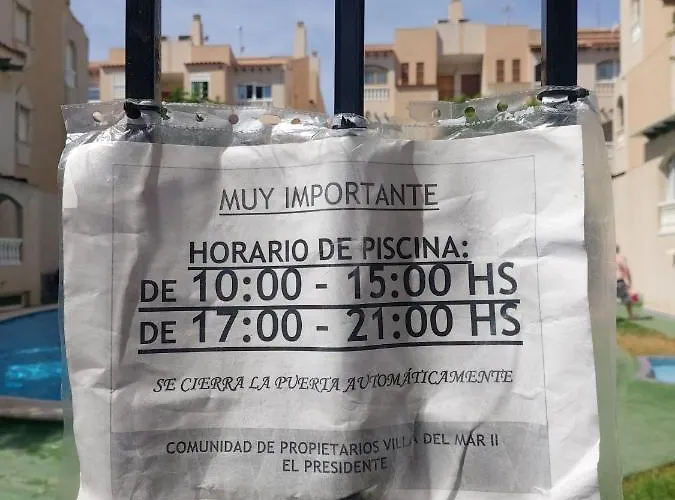 MUY IMPORTANTE
HORARIO DE PISCINA:
DE 10:00 - 15:00 HS
DE 17:00 - 21:00 HS
SE CIERRA LA PUERTA AUTOMÁTICAMENTE
COMUNIDAD DE PROPIETARIOS VILLA DEL MAR II
EL PRESIDENTE